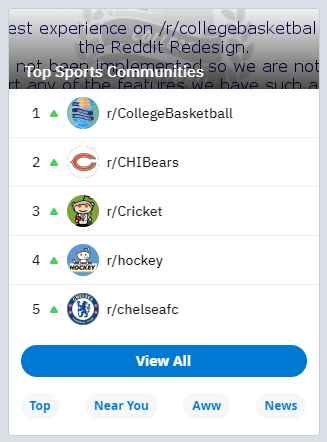 est experience on /r/collegebasketbal
the Reddit Redesign.
not been implemented so we are not
Top Sports Communities
rt any of the features we have such a
1 r/CollegeBasketball
2 r/CHIBears
3 r/Cricket
4 r/hockey
HOCKEY
5 r/chelseafc
View All
Top Near You Aww News